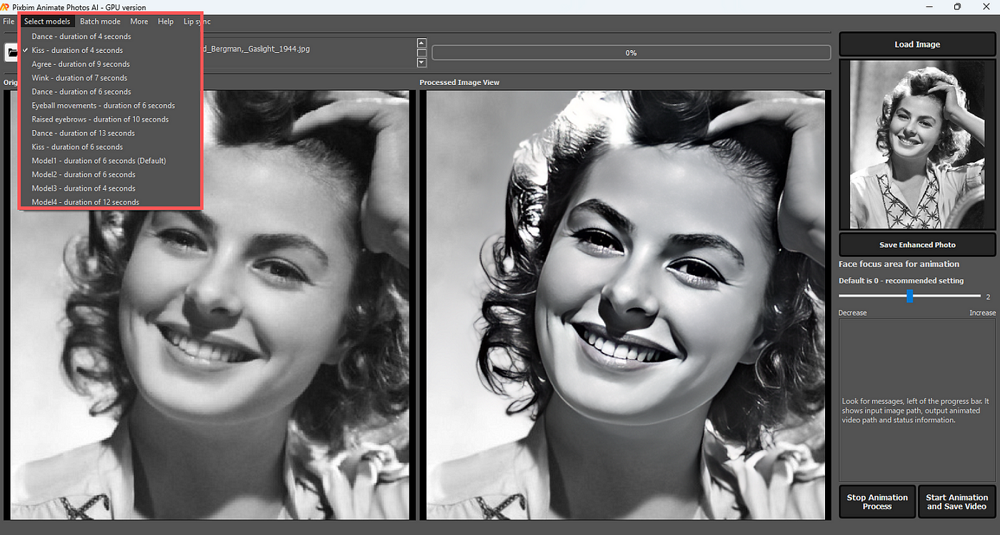 Pixbim Animate Photos AI - GPU version
File Select models Batch mode More Help Lip sync
Dance - duration of 4 seconds
Kiss - duration of 4 seconds
Agree - duration of 9 seconds
Wink - duration of 7 seconds
Dance - duration of 6 seconds
Eyeball movements - duration of 6 seconds
Raised eyebrows - duration of 10 seconds
Dance - duration of 13 seconds
Kiss - duration of 6 seconds
Model1 - duration of 6 seconds (Default)
Model2 - duration of 6 seconds
Model3 - duration of 4 seconds
Model4 - duration of 12 seconds
d_Bergman,_Gaslight_1944.jpg
0%
Orig
Processed Image View
Load Image
Save Enhanced Photo
Face focus area for animation
Default is 0 - recommended setting
2
Decrease Increase
Look for messages, left of the progress bar. It
shows input image path, output animated
video path and status information.
Stop Animation
Process
Start Animation
and Save Video